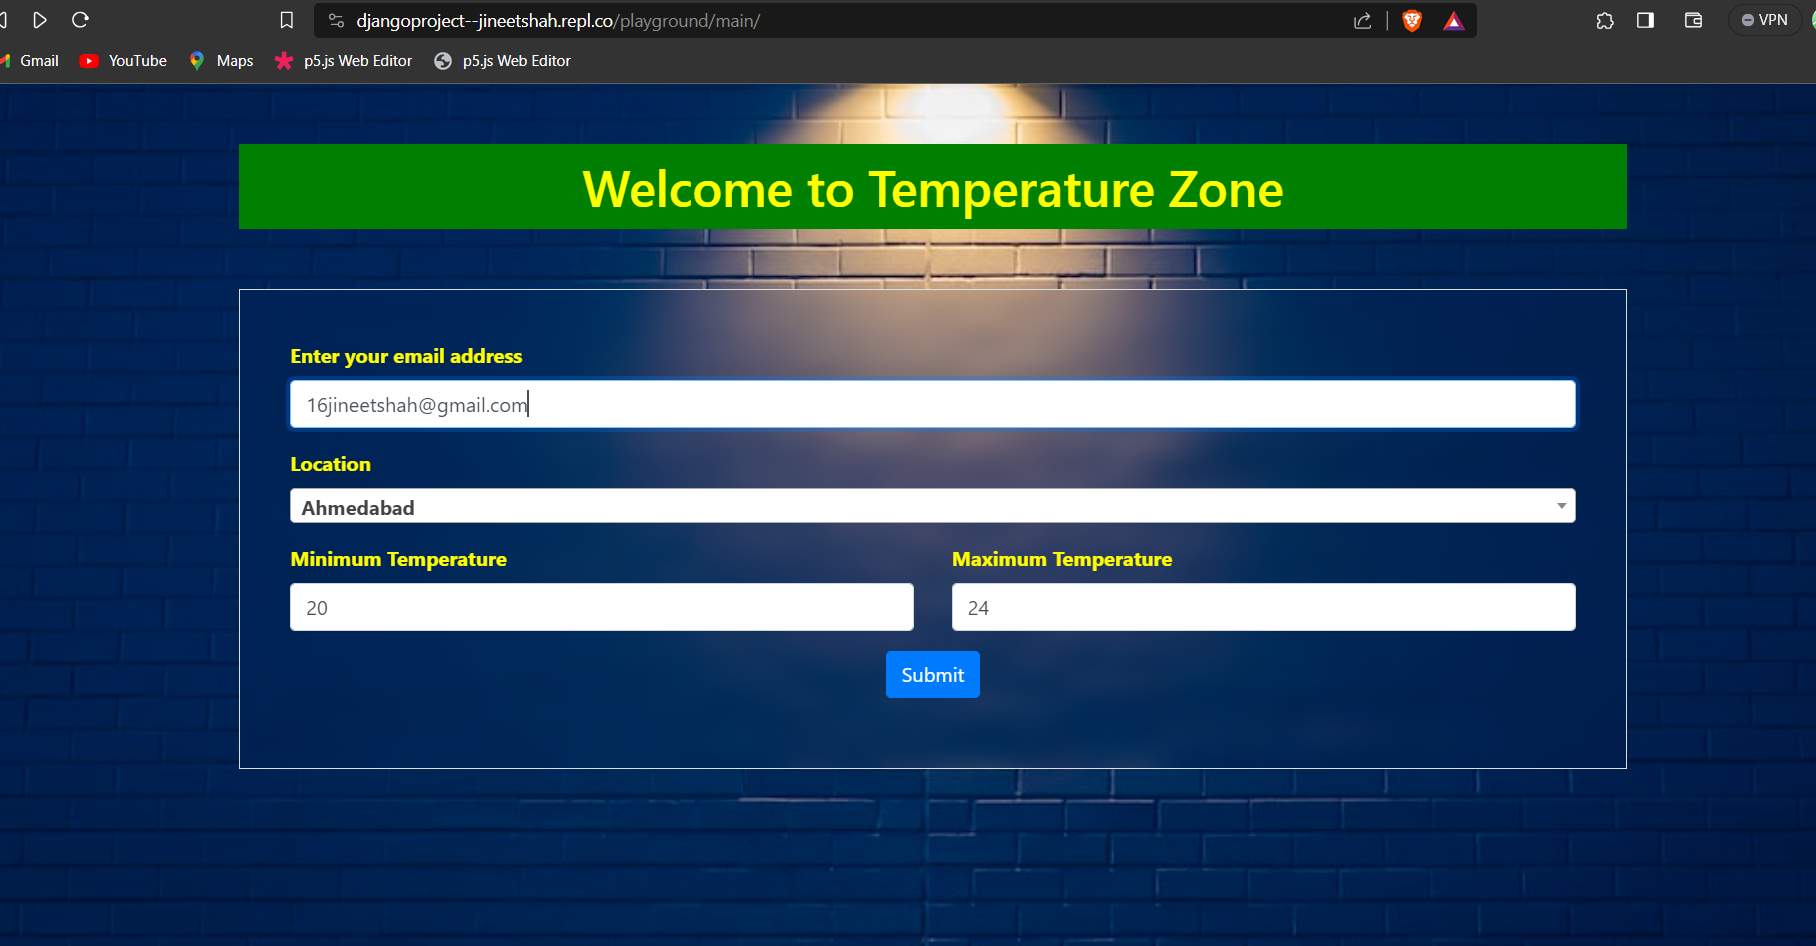 djangoproject--jineetshah.repl.co/playground/main/
VPN
Gmail YouTube Maps p5.js Web Editor p5.js Web Editor
Welcome to Temperature Zone
Enter your email address
16jineetshah@gmail.com
Location
Ahmedabad
Minimum Temperature Maximum Temperature
20 24
Submit